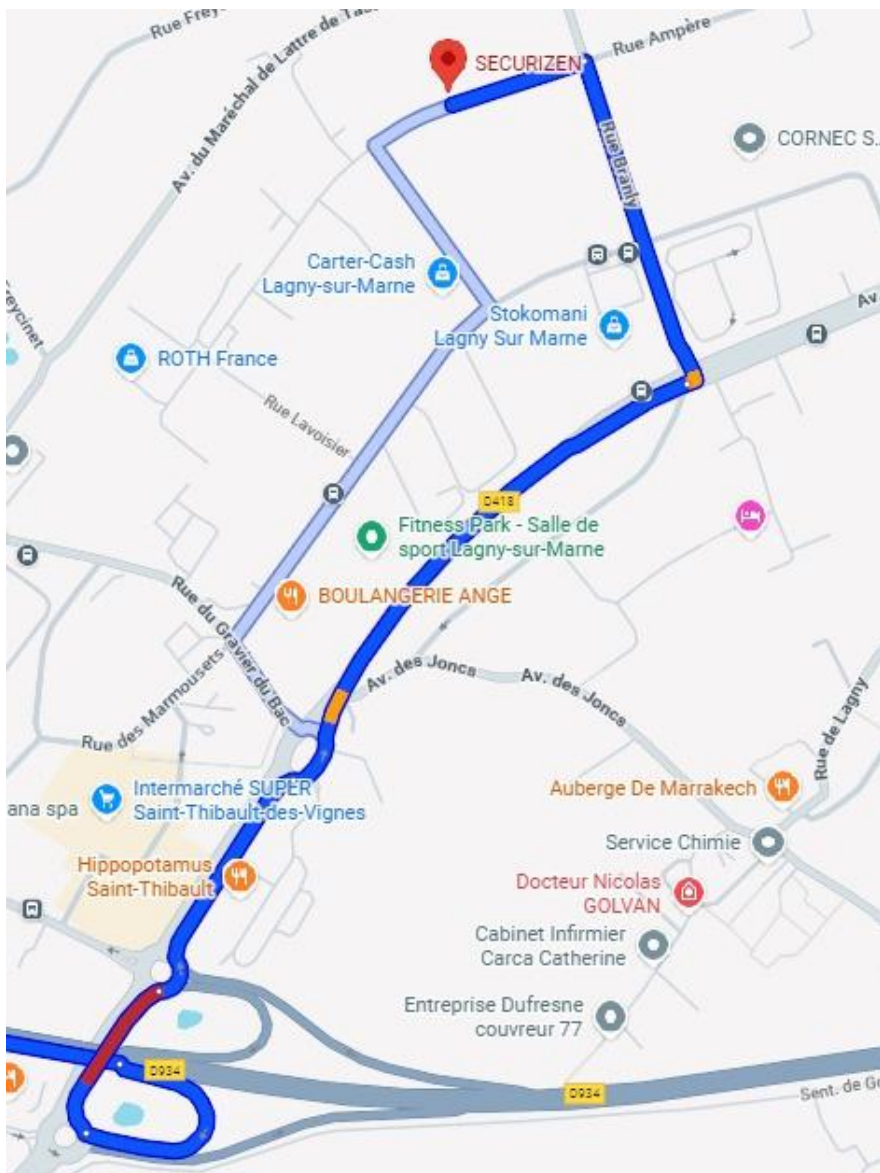 Rue Frey
Av. du Maréchal de Lattre de Tas
SECURIZEN
Rue Ampère
CORNEC S..
Rue Branly
Carter-Cash
Lagny-sur-Marne
Stokomani
Lagny Sur Marne
Av
reycinet
ROTH France
Rue Lavoisier
D418
Fitness Park - Salle de
sport Lagny-sur-Marne
BOULANGERIE ANGE
Rue du Gravier du Bac
Av. des Joncs
Av. des Joncs
Rue des Marmousets
Rue de Lagny
Intermarché SUPER
Saint-Thibault-des-Vignes
ana spa
Auberge De Marrakech
Service Chimie
Hippopotamus
Saint-Thibault
Docteur Nicolas
GOLVAN
Cabinet Infirmier
Carca Catherine
Entreprise Dufresne
couvreur 77
D934
D934
Sent. de Go